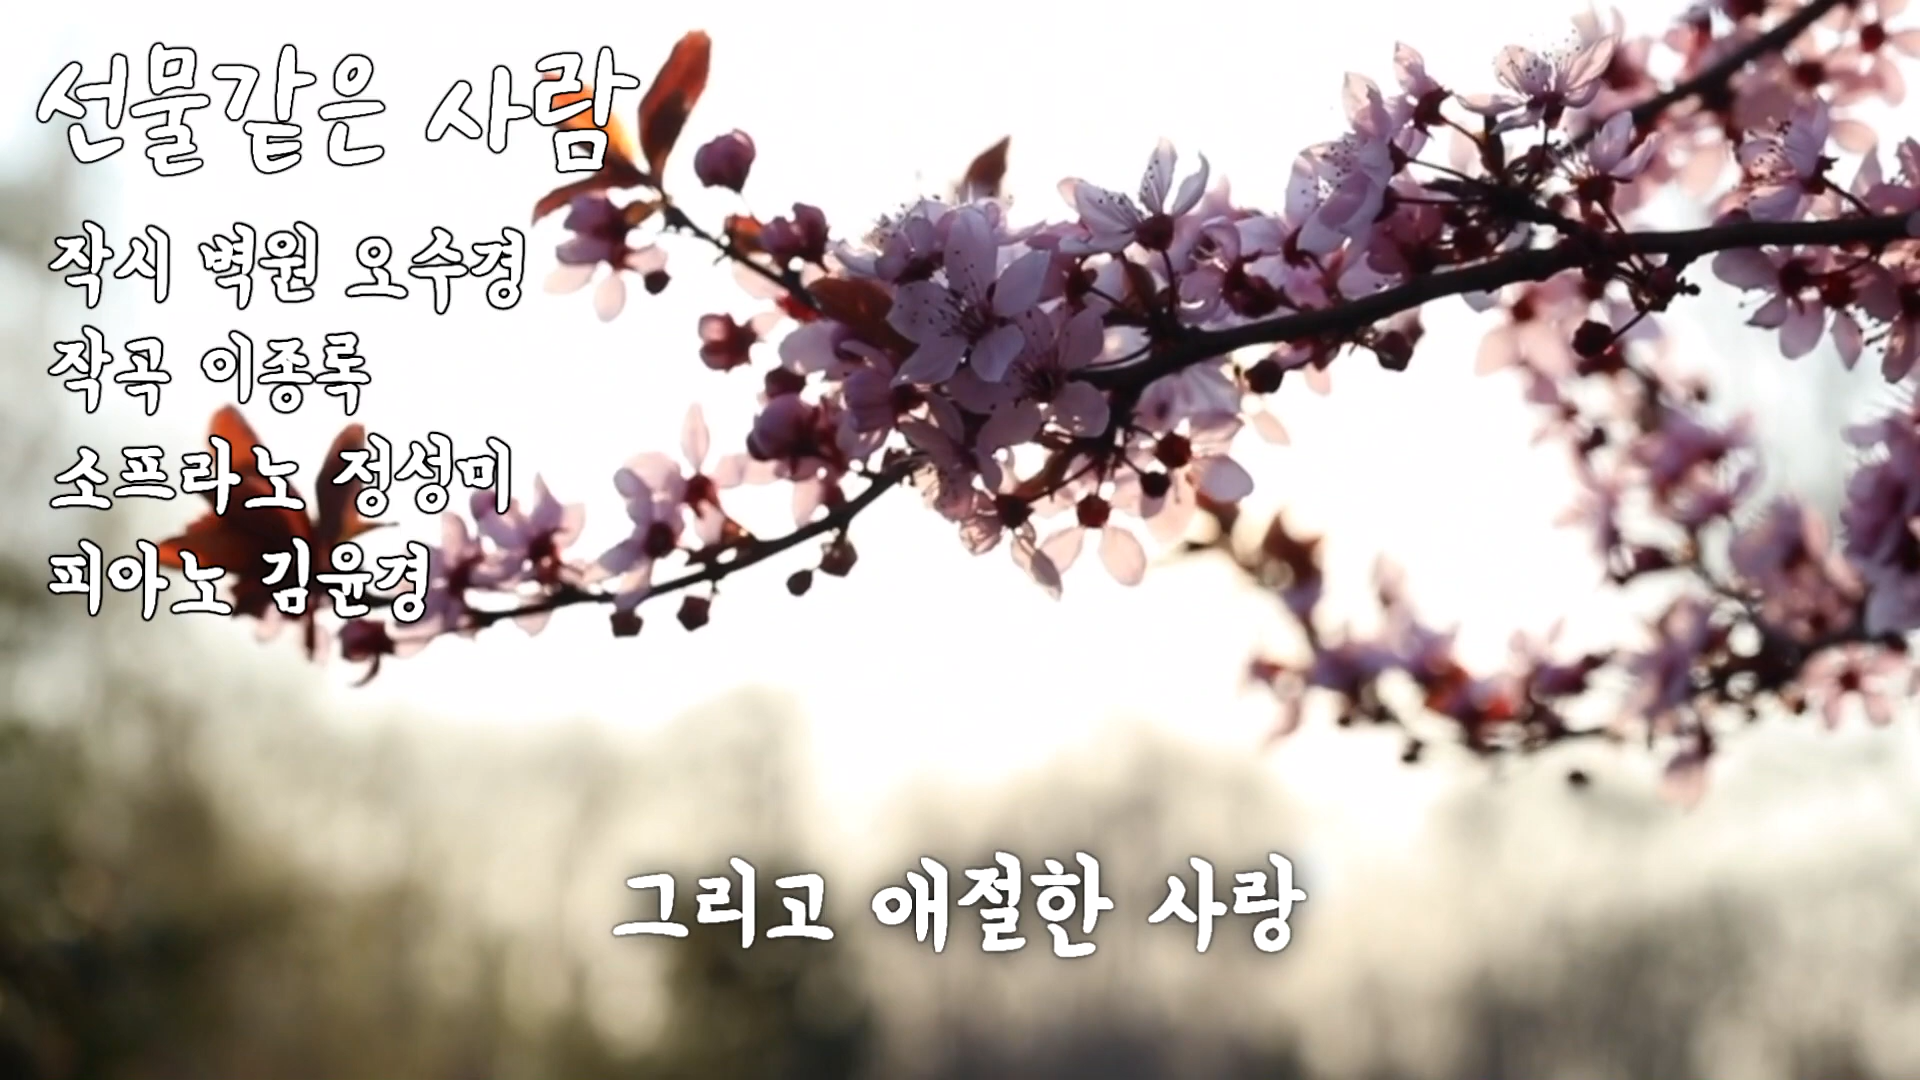 선물같은 사람
작시 벽원 오수경
작곡 이종록
소프라노 정성미
피아노 김윤경
그리고 애절한 사랑